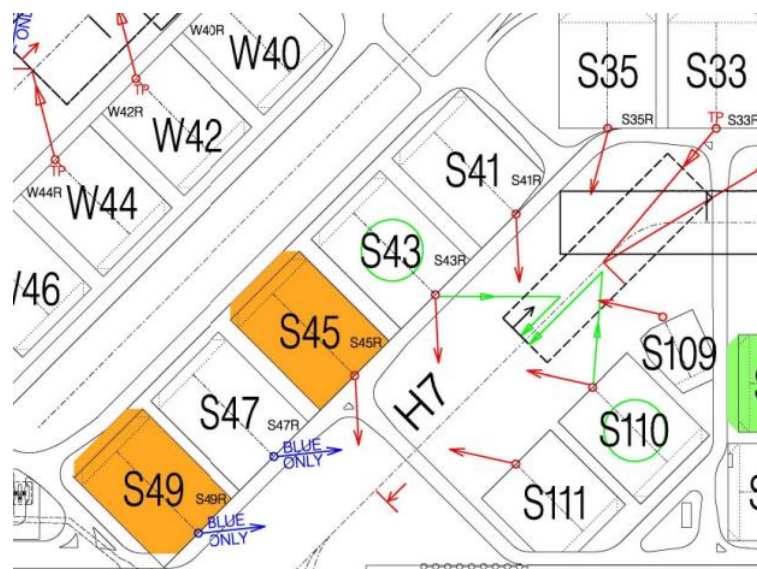 W40R
W40
S35
S33
TP
W42R
W42
S35R
TP
S33R
TP
W44R
W44
S41
S41R
S43
S43R
W46
S45
S45R
S109
H7
S47
S47R
S110
BLUE
ONLY
S49
S49R
S111
BLUE
ONLY